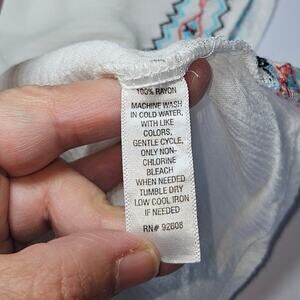 100% RAYON
MACHINE WASH
IN COLD WATER,
WITH LIKE
COLORS,
GENTLE CYCLE,
ONLY NON-
CHLORINE
BLEACH
WHEN NEEDED
TUMBLE DRY
LOW COOL IRON
IF NEEDED
RN# 92608